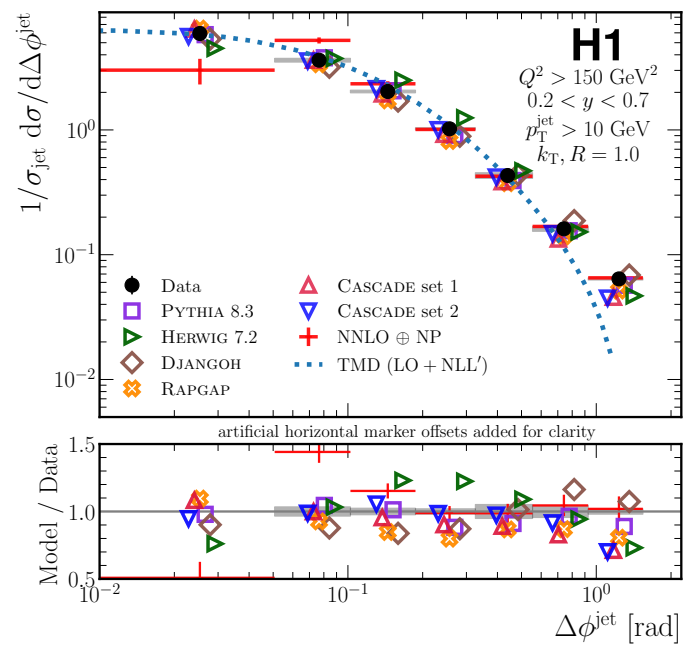 H1
Q² > 150 GeV²
0.2 < y < 0.7
p_T^jet > 10 GeV
k_T, R = 1.0
1/σ_jet dσ/dΔϕ^jet
10⁰
10⁻¹
10⁻²
Data
PYTHIA 8.3
HERWIG 7.2
DJANGOH
RAPGAP
CASCADE set 1
CASCADE set 2
NNLO ⊕ NP
TMD (LO + NLL′)
artificial horizontal marker offsets added for clarity
Model / Data
1.5
1.0
0.5
10⁻²
10⁻¹
10⁰
Δϕ^jet [rad]